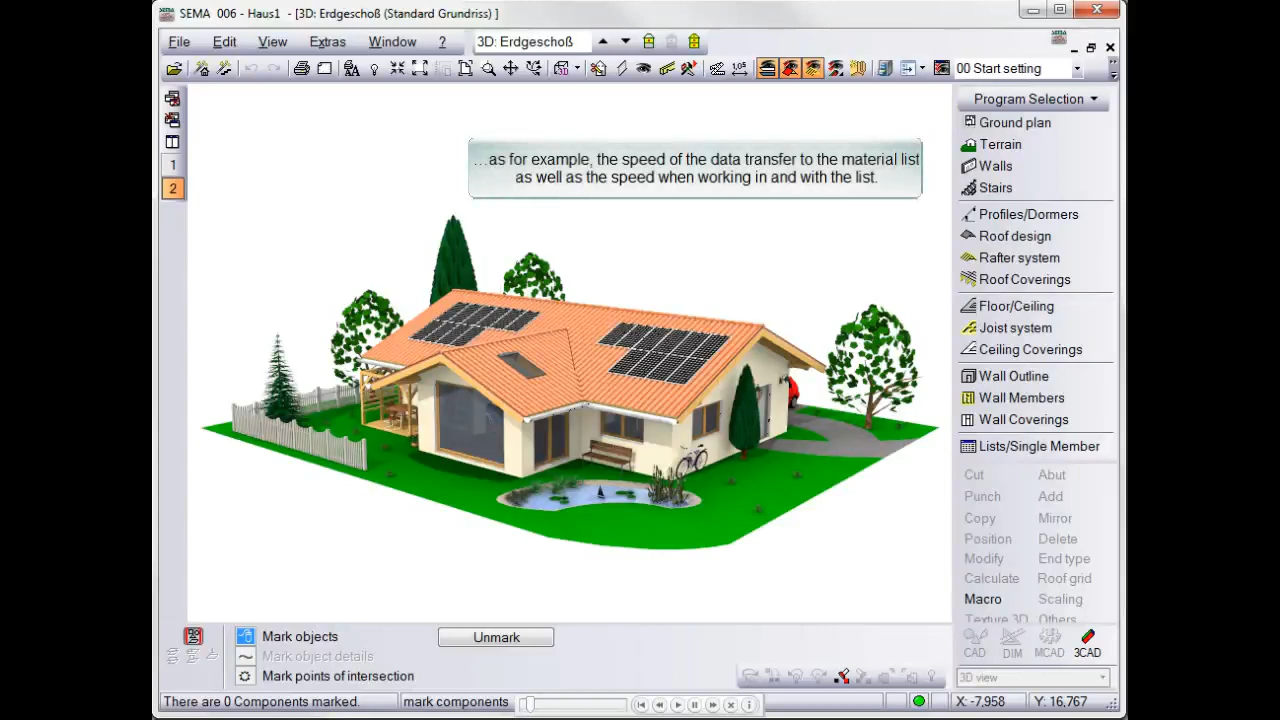 SEMA  006 - Haus1  - [3D: Erdgeschoß (Standard Grundriss) ]
File Edit View Extras Window ? 3D: Erdgeschoß
1,05 00 Start setting
1
2
…as for example, the speed of the data transfer to the material list
as well as the speed when working in and with the list.
Program Selection
Ground plan
Terrain
Walls
Stairs
Profiles/Dormers
Roof design
Rafter system
Roof Coverings
Floor/Ceiling
Joist system
Ceiling Coverings
Wall Outline
Wall Members
Wall Coverings
Lists/Single Member
Cut Abut
Punch Add
Copy Mirror
Position Delete
Modify End type
Calculate Roof grid
Macro Scaling
Texture 3D Others
CAD DIM MCAD 3CAD
3D view
Mark objects Unmark
Mark object details
Mark points of intersection
There are 0 Components marked. mark components X: -7,958 Y: 16,767